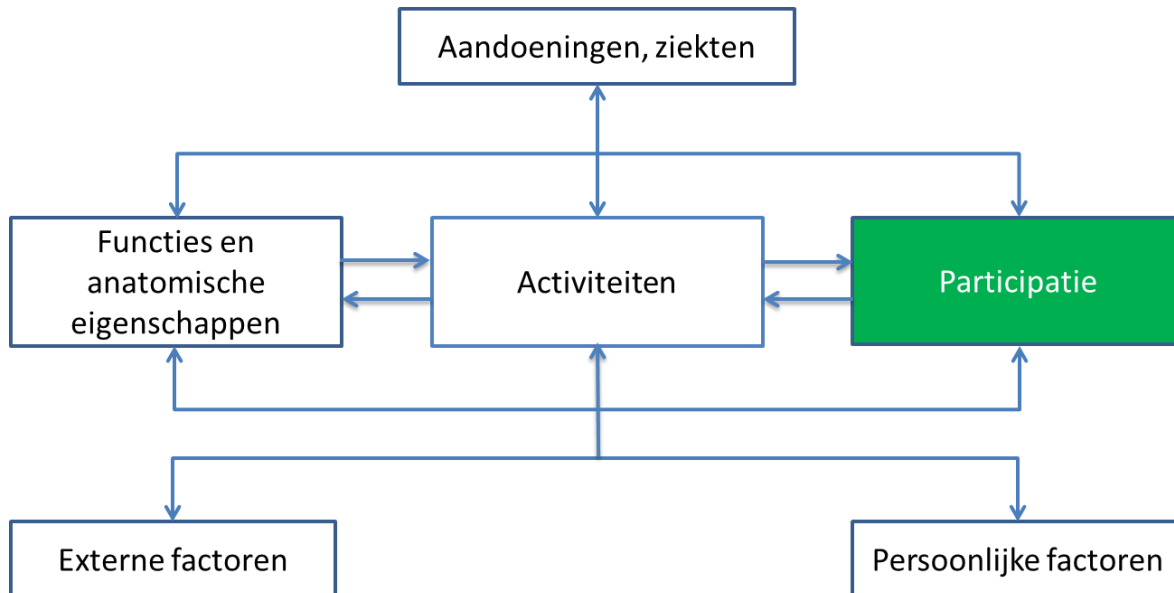 Aandoeningen, ziekten
Functies en
anatomische
eigenschappen
Activiteiten
Participatie
Externe factoren
Persoonlijke factoren